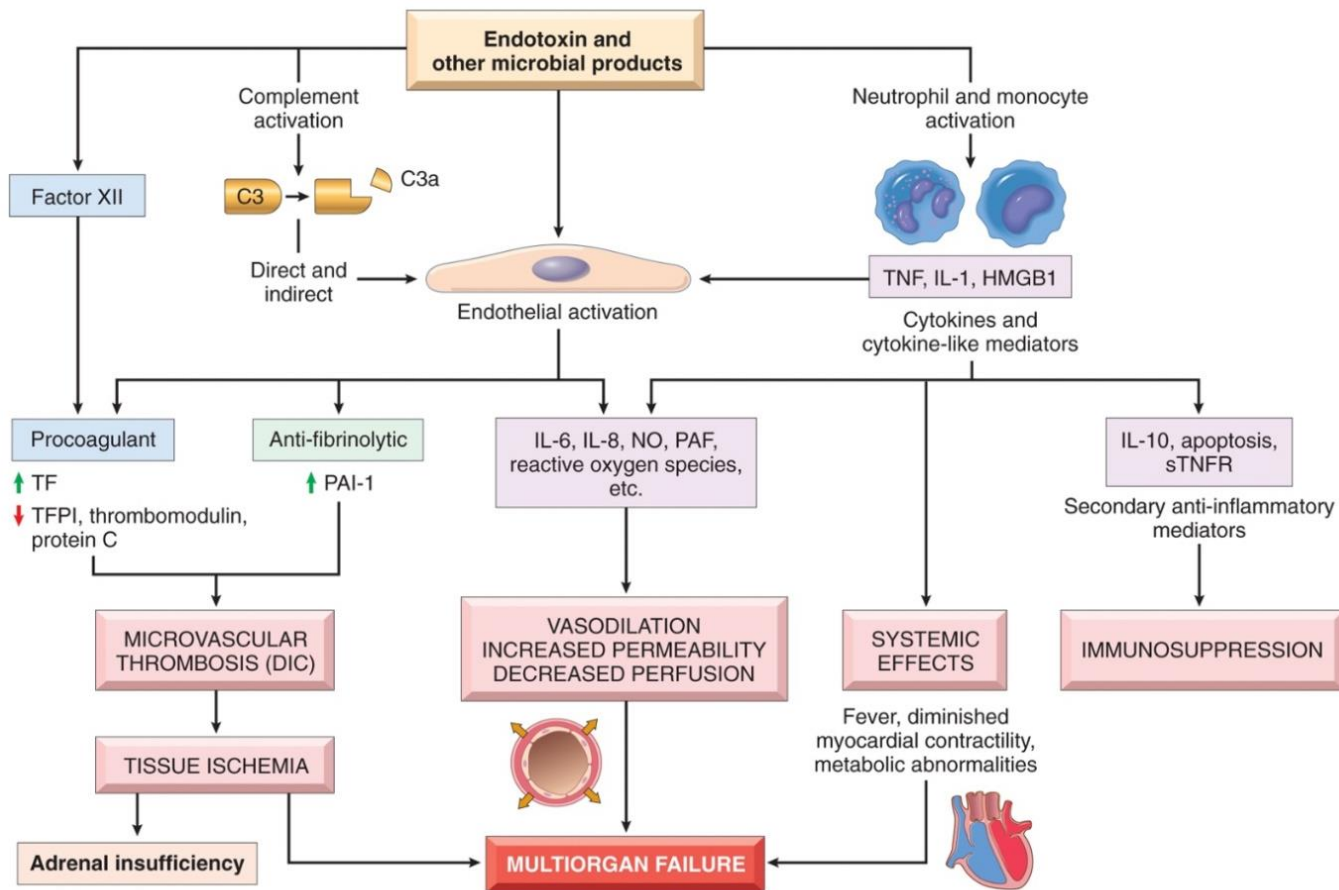 Endotoxin and
other microbial products
Complement
activation
Neutrophil and monocyte
activation
Factor XII
C3
C3a
Direct and
indirect
Endothelial activation
TNF, IL-1, HMGB1
Cytokines and
cytokine-like mediators
Procoagulant
TF
TFPI, thrombomodulin,
protein C
Anti-fibrinolytic
PAI-1
IL-6, IL-8, NO, PAF,
reactive oxygen species,
etc.
IL-10, apoptosis,
sTNFR
Secondary anti-inflammatory
mediators
MICROVASCULAR
THROMBOSIS (DIC)
VASODILATION
INCREASED PERMEABILITY
DECREASED PERFUSION
SYSTEMIC
EFFECTS
IMMUNOSUPPRESSION
Fever, diminished
myocardial contractility,
metabolic abnormalities
TISSUE ISCHEMIA
Adrenal insufficiency
MULTIORGAN FAILURE